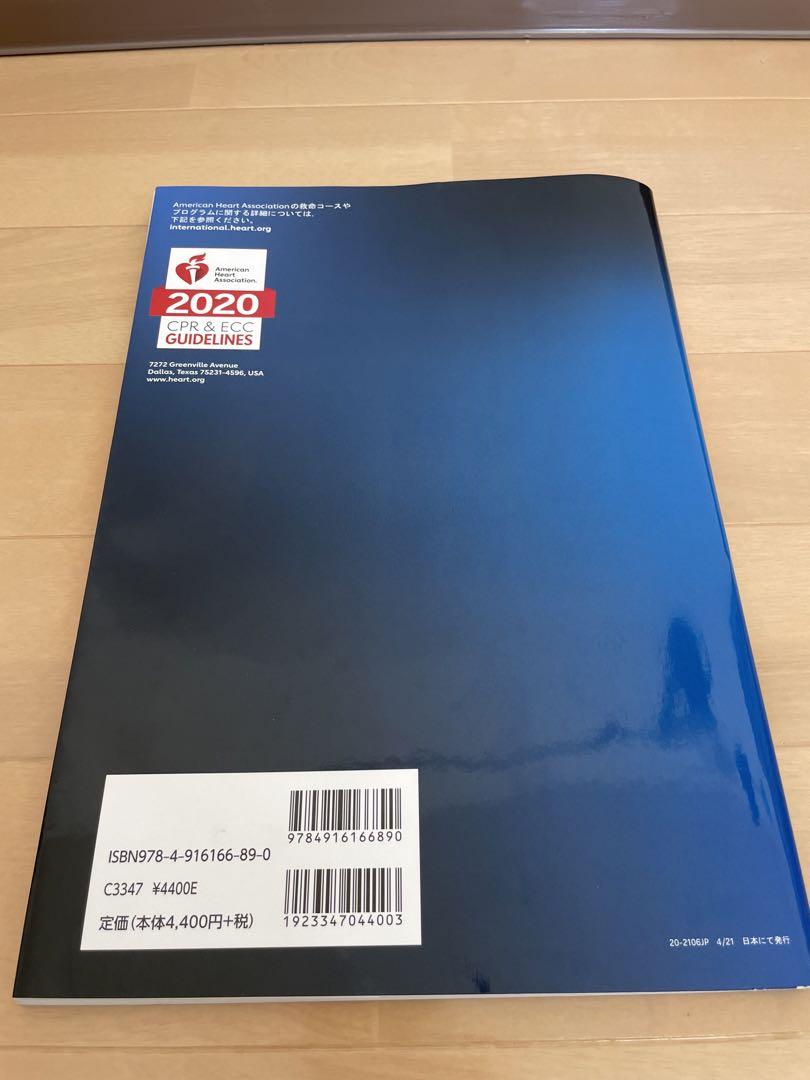 American Heart Associationの救命コースや
プログラムに関する詳細については、
下記を参照ください。
international.heart.org
American
Heart
Association.
2020
CPR & ECC
GUIDELINES
7272 Greenville Avenue
Dallas, Texas 75231-4596, USA
www.heart.org
9784916166890
ISBN978-4-916166-89-0
C3347 ¥4400E
定価(本体4,400円+税)
1923347044003
20-2106JP 4/21 日本にて発行